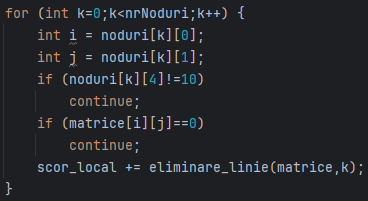 for (int k=0;k<nrNoduri;k++) {
    int i = noduri[k][0];
    int j = noduri[k][1];
    if (noduri[k][4]!=10)
        continue;
    if (matrice[i][j]==0)
        continue;
    scor_local += eliminare_linie(matrice,k);
}